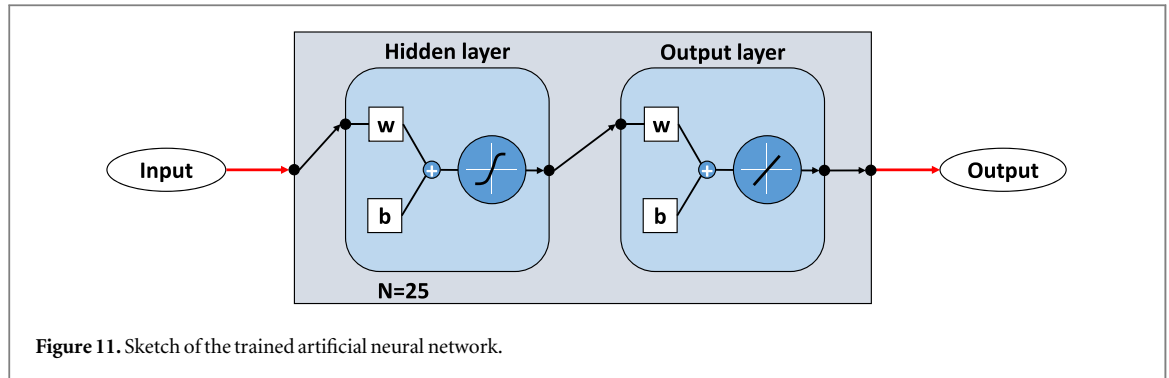 Hidden layer
Output layer
w
w
Input
+
+
Output
b
b
N=25
Figure 11. Sketch of the trained artificial neural network.